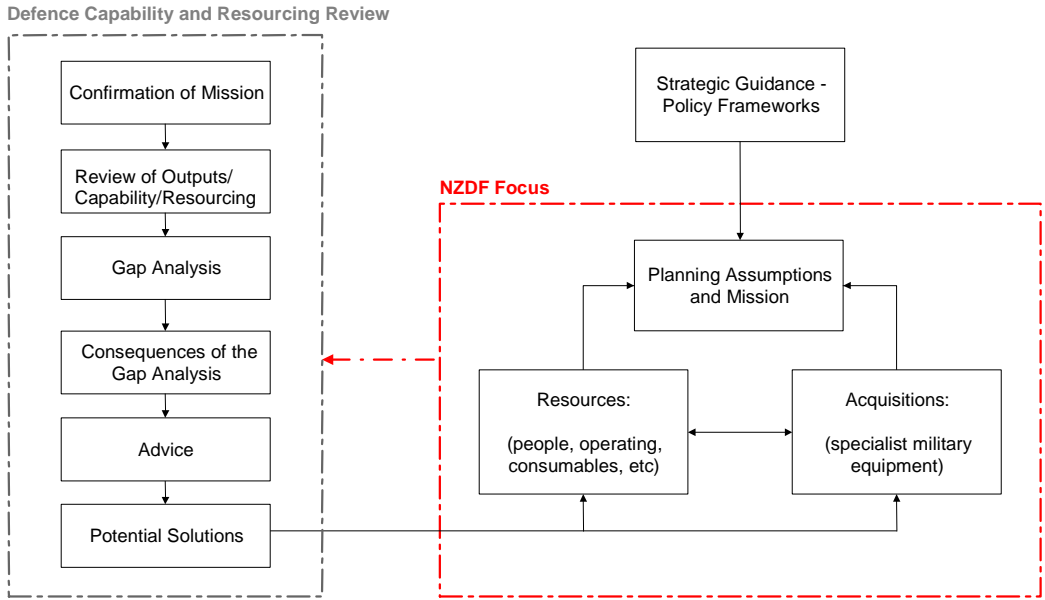 Defence Capability and Resourcing Review
Confirmation of Mission
Review of Outputs/
Capability/Resourcing
Gap Analysis
Consequences of the
Gap Analysis
Advice
Potential Solutions
Strategic Guidance -
Policy Frameworks
NZDF Focus
Planning Assumptions
and Mission
Resources:
(people, operating,
consumables, etc)
Acquisitions:
(specialist military
equipment)